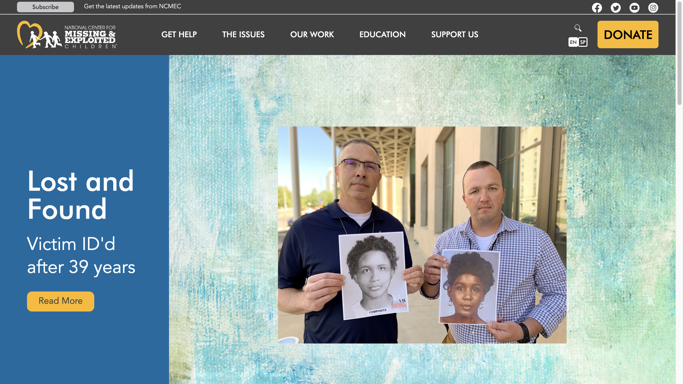 Subscribe
Get the latest updates from NCMEC
NATIONAL CENTER FOR
MISSING &
EXPLOITED
CHILDREN
GET HELP
THE ISSUES
OUR WORK
EDUCATION
SUPPORT US
EN
SP
DONATE
Lost and
Found
Victim ID'd
after 39 years
Read More